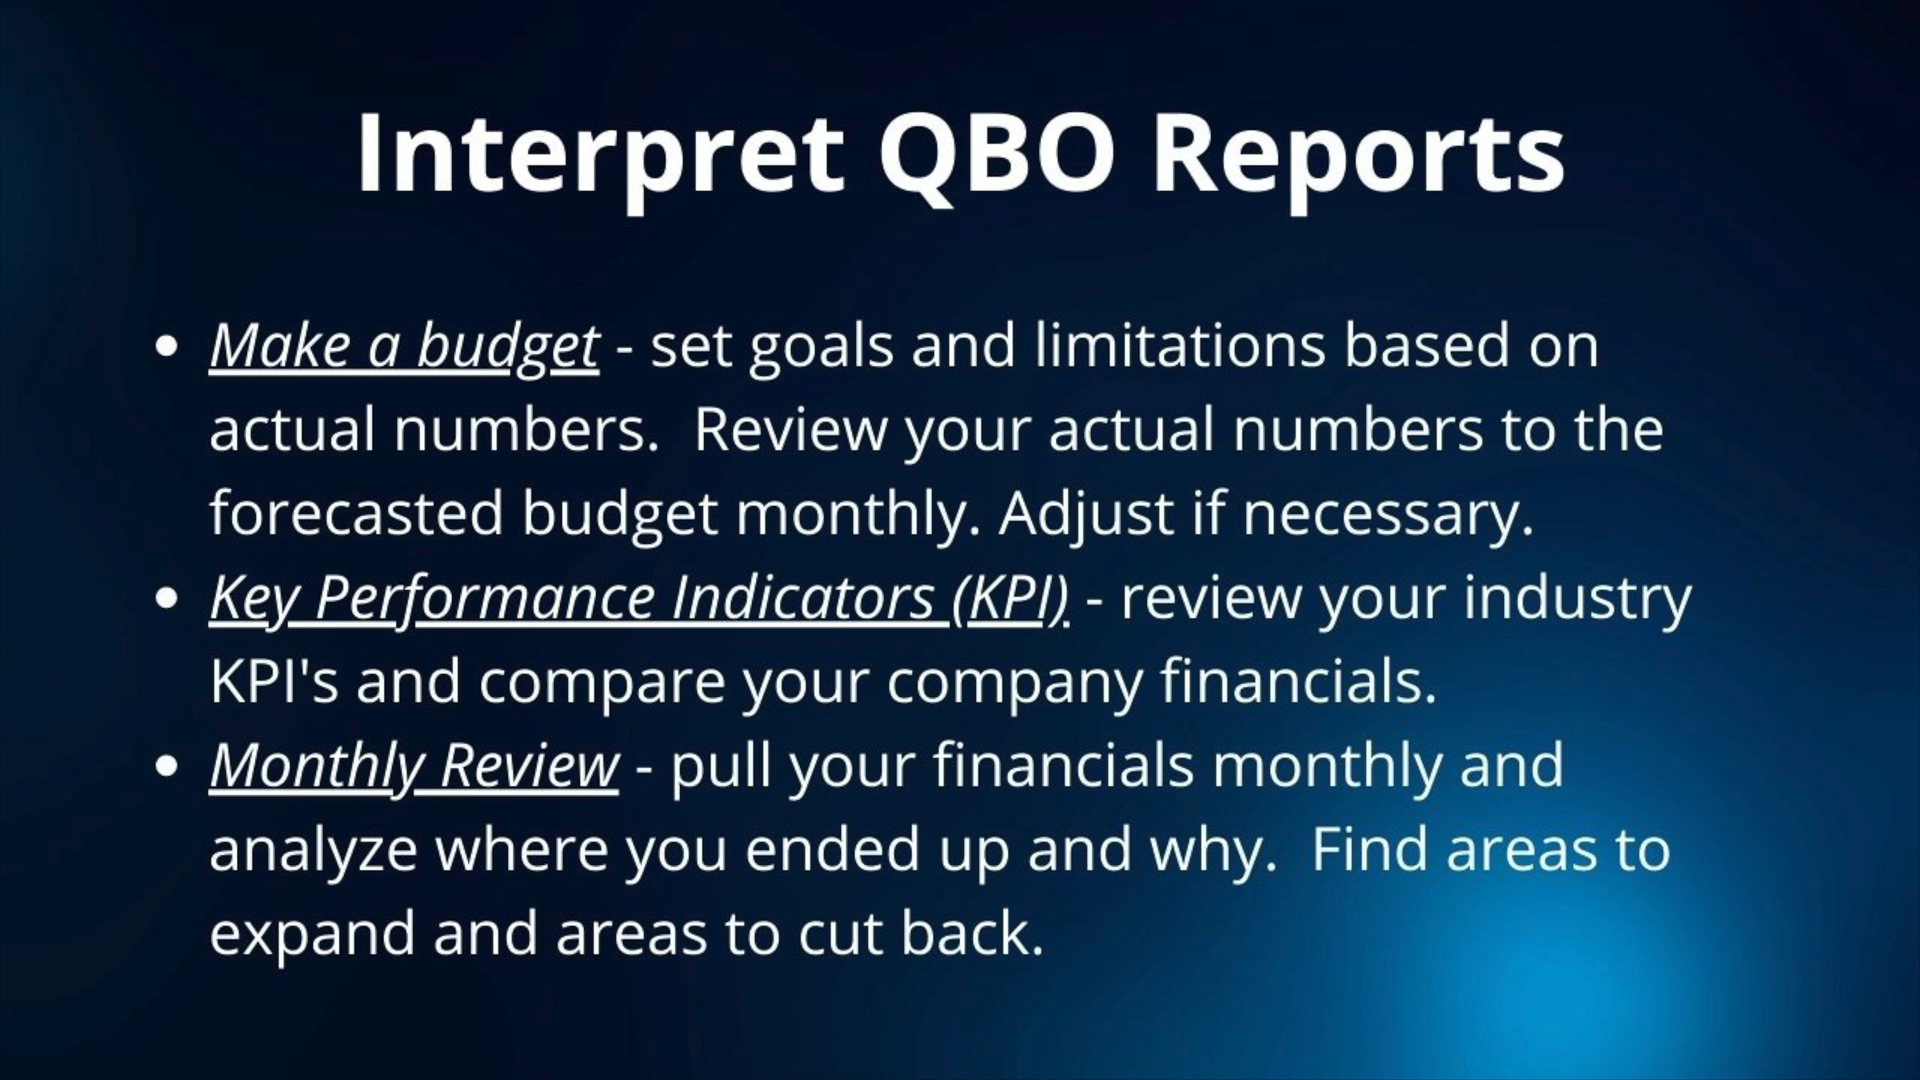 Interpret QBO Reports
• Make a budget - set goals and limitations based on
actual numbers.  Review your actual numbers to the
forecasted budget monthly. Adjust if necessary.
• Key Performance Indicators (KPI) - review your industry
KPI's and compare your company financials.
• Monthly Review - pull your financials monthly and
analyze where you ended up and why.  Find areas to
expand and areas to cut back.